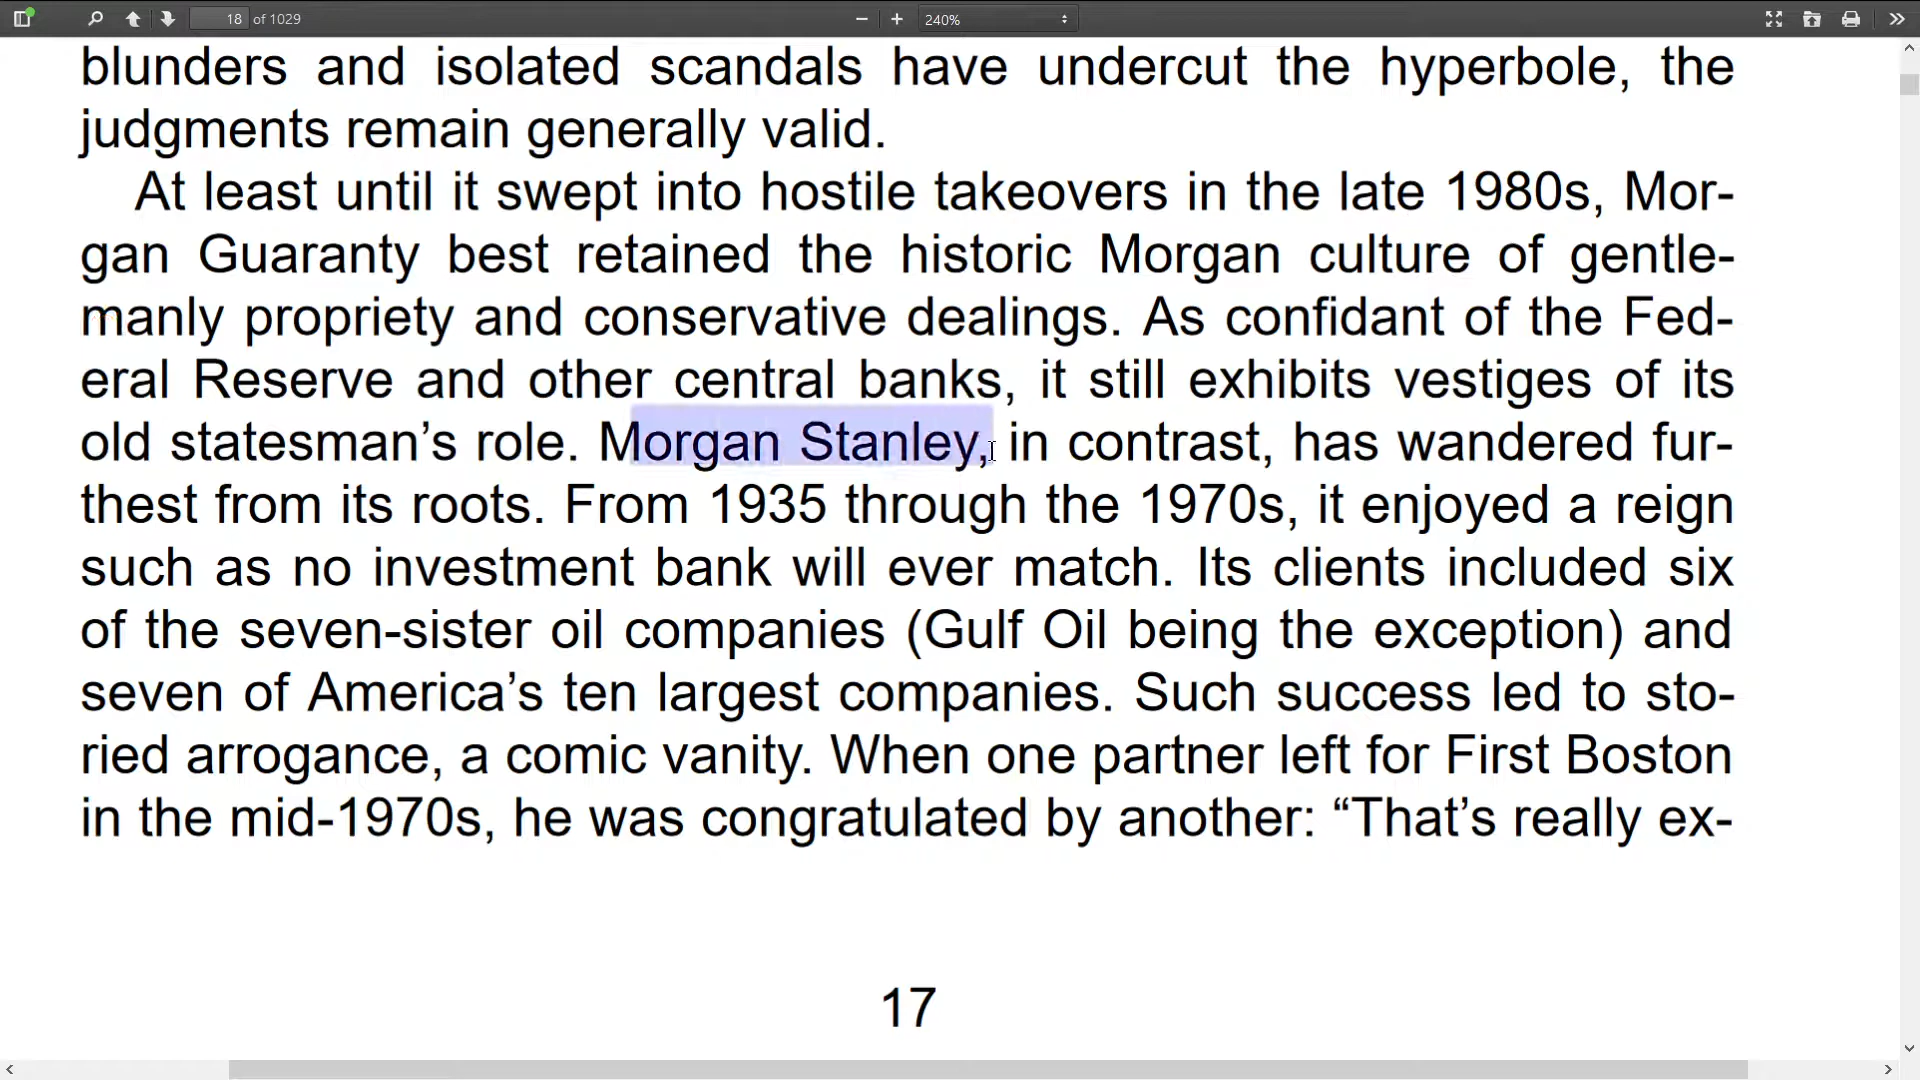 18 of 1029
240%
blunders and isolated scandals have undercut the hyperbole, the
judgments remain generally valid.
At least until it swept into hostile takeovers in the late 1980s, Mor-
gan Guaranty best retained the historic Morgan culture of gentle-
manly propriety and conservative dealings. As confidant of the Fed-
eral Reserve and other central banks, it still exhibits vestiges of its
old statesman’s role. Morgan Stanley, in contrast, has wandered fur-
thest from its roots. From 1935 through the 1970s, it enjoyed a reign
such as no investment bank will ever match. Its clients included six
of the seven-sister oil companies (Gulf Oil being the exception) and
seven of America’s ten largest companies. Such success led to sto-
ried arrogance, a comic vanity. When one partner left for First Boston
in the mid-1970s, he was congratulated by another: “That’s really ex-
17